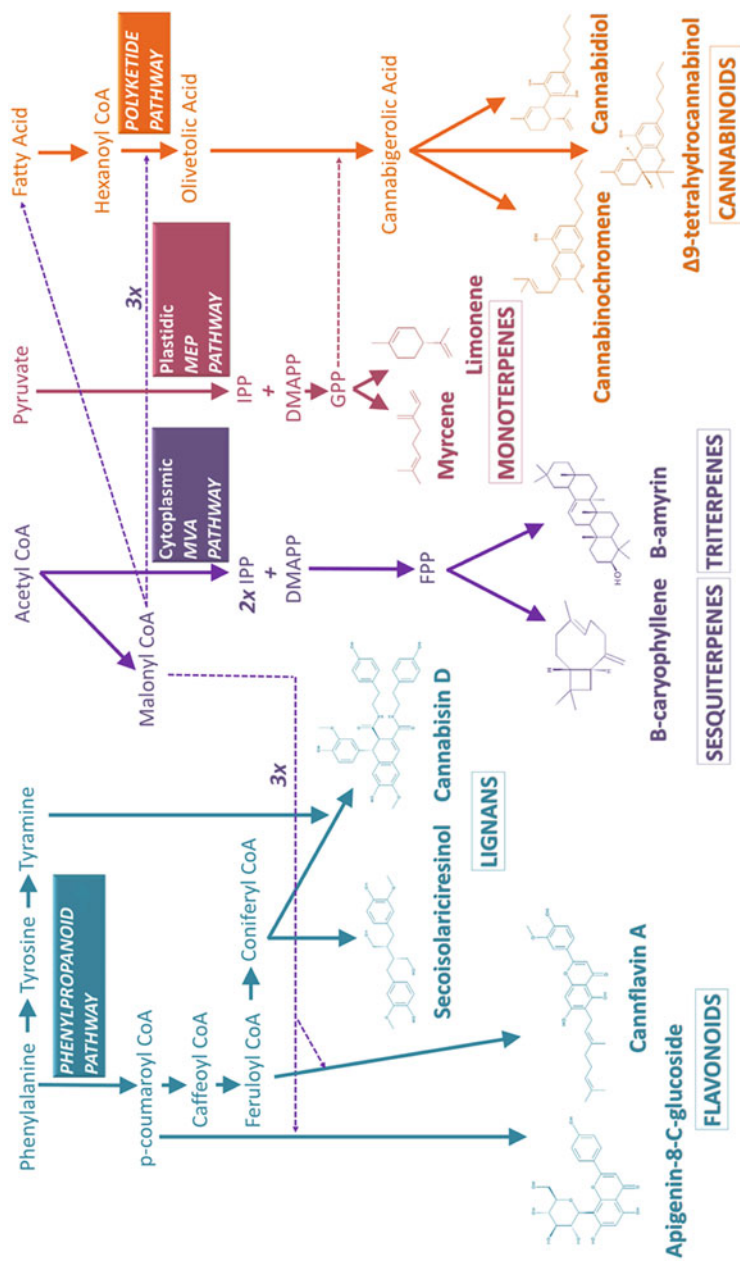 Phenylalanine
Tyrosine
Tyramine
PHENYLPROPANOID
PATHWAY
p-coumaroyl CoA
Caffeoyl CoA
Feruloyl CoA
Coniferyl CoA
3x
Secoisolariciresinol
Cannabisin D
LIGNANS
Apigenin-8-C-glucoside
Cannflavin A
FLAVONOIDS
Acetyl CoA
Malonyl CoA
Cytoplasmic
MVA
PATHWAY
2x IPP
+
DMAPP
FPP
HO
H
H
B-caryophyllene
B-amyrin
SESQUITERPENES
TRITERPENES
Pyruvate
3x
Plastidic
MEP
PATHWAY
IPP
+
DMAPP
GPP
Myrcene
Limonene
MONOTERPENES
Fatty Acid
Hexanoyl CoA
POLYKETIDE
PATHWAY
Olivetolic Acid
Cannabigerolic Acid
Cannabinochromene
Cannabidiol
Δ9-tetrahydrocannabinol
CANNABINOIDS